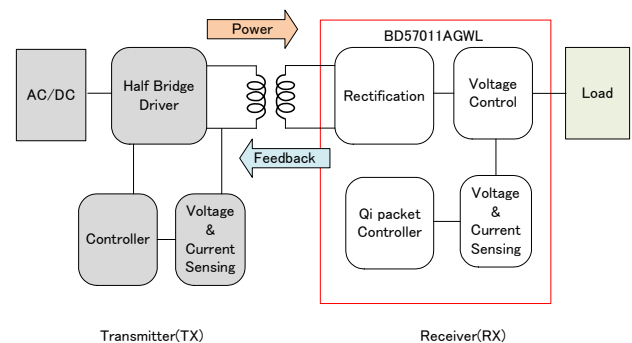 Power
BD57011AGWL
AC/DC
Half Bridge
Driver
Rectification
Voltage
Control
Load
Feedback
Controller
Voltage
&
Current
Sensing
Qi packet
Controller
Voltage
&
Current
Sensing
Transmitter(TX)
Receiver(RX)